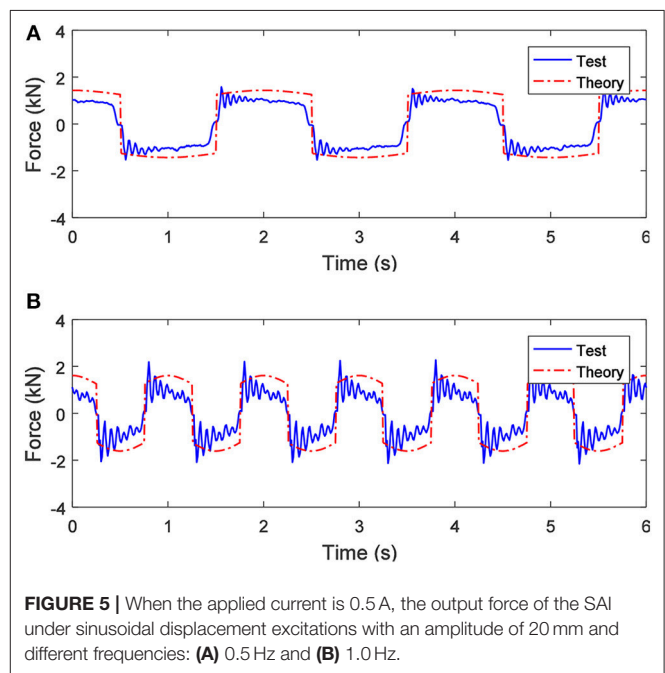 A
4
2
0
-2
-4
Force (kN)
Test
Theory
0 1 2 3 4 5 6
Time (s)
B
4
2
0
-2
-4
Force (kN)
Test
Theory
0 1 2 3 4 5 6
Time (s)
FIGURE 5 | When the applied current is 0.5 A, the output force of the SAI
under sinusoidal displacement excitations with an amplitude of 20 mm and
different frequencies: (A) 0.5 Hz and (B) 1.0 Hz.